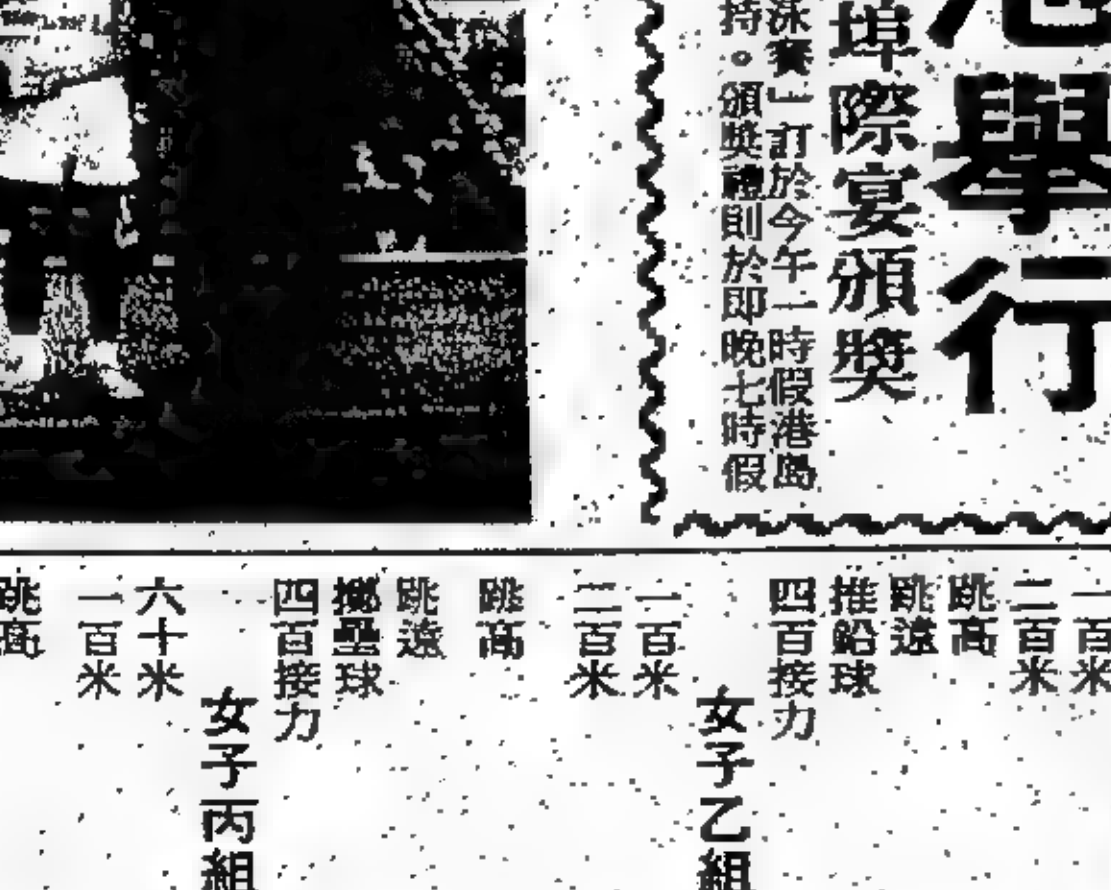 舉行
埠際宴頒獎
泳賽」訂於今午一時假港島
持。頒獎禮則於即晚七時假
一百米
二百米
跳高
跳遠
推鉛球
四百接力
女子乙組
一百米
二百米
跳高
跳遠
擲壘球
四百接力
女子丙組
六十米
一百米
跳高